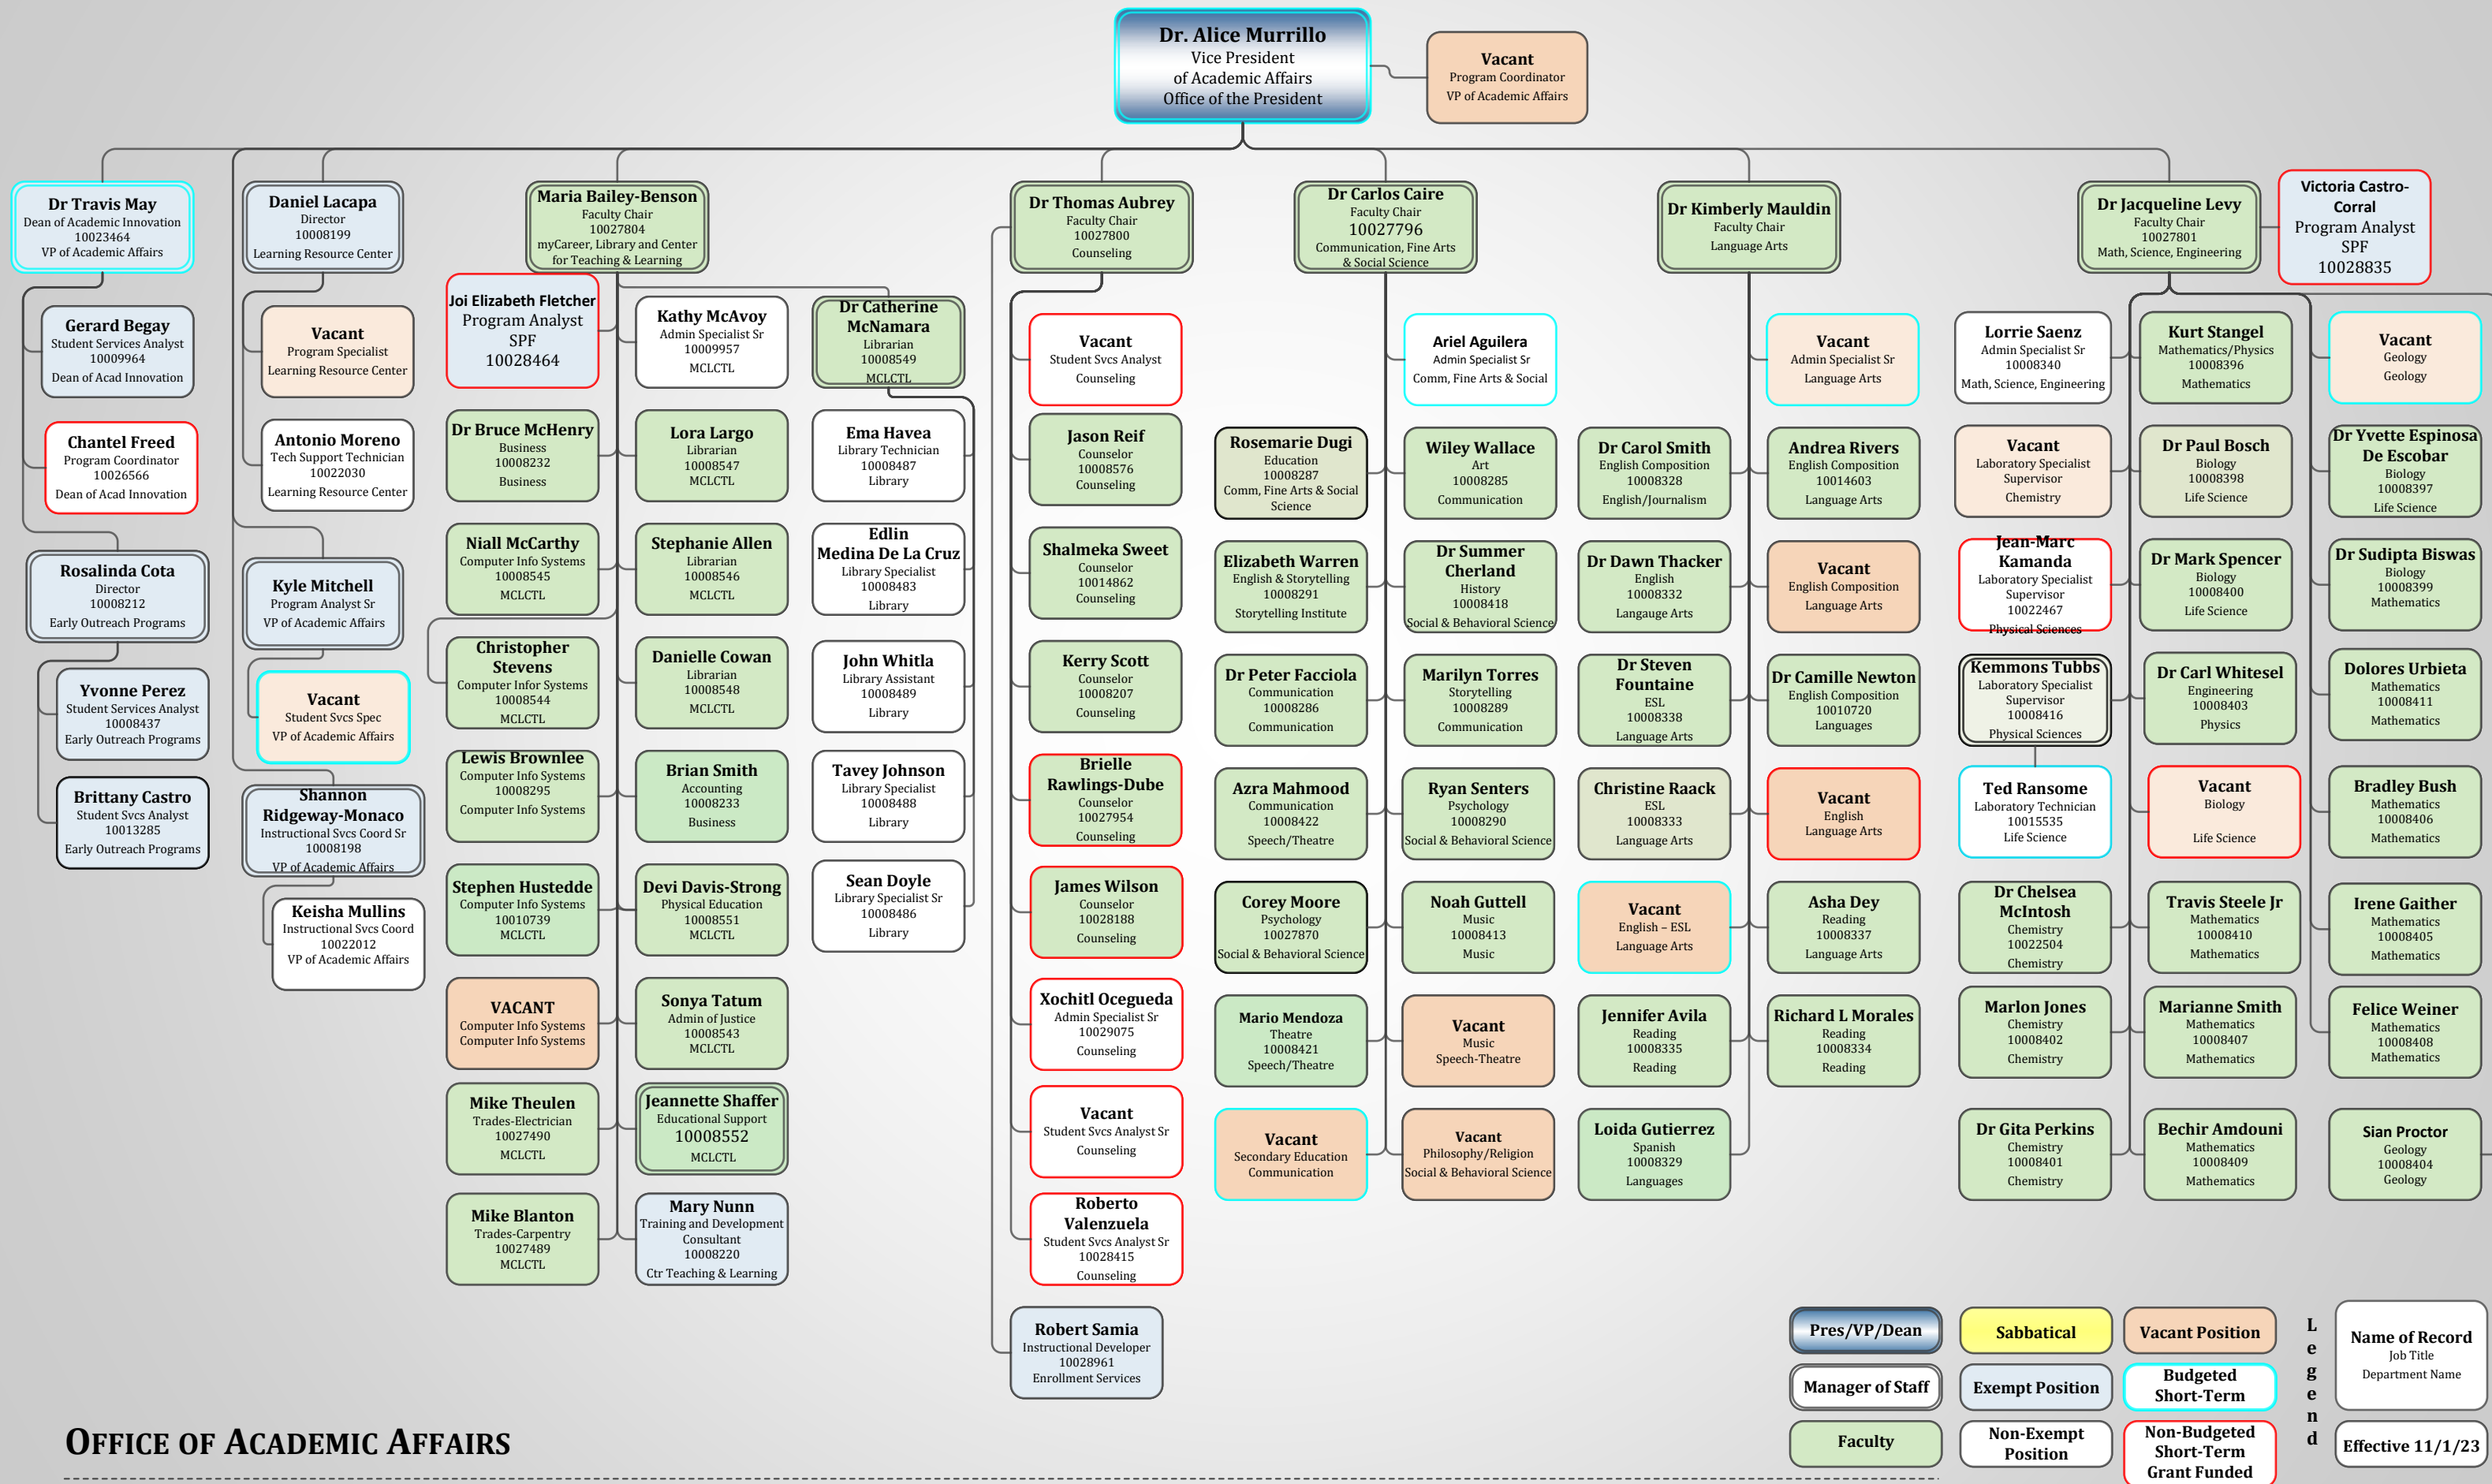 Dr. Alice Murrillo
Vice President
of Academic Affairs
Office of the President
Vacant
Program Coordinator
VP of Academic Affairs
Dr Travis May
Dean of Academic Innovation
10023464
VP of Academic Affairs
Gerard Begay
Student Services Analyst
10009964
Dean of Acad Innovation
Chantel Freed
Program Coordinator
10026566
Dean of Acad Innovation
Rosalinda Cota
Director
10008212
Early Outreach Programs
Yvonne Perez
Student Services Analyst
10008437
Early Outreach Programs
Brittany Castro
Student Svcs Analyst
10013285
Early Outreach Programs
Daniel Lacapa
Director
10008199
Learning Resource Center
Vacant
Program Specialist
Learning Resource Center
Antonio Moreno
Tech Support Technician
10022030
Learning Resource Center
Kyle Mitchell
Program Analyst Sr
VP of Academic Affairs
Vacant
Student Svcs Spec
VP of Academic Affairs
Shannon
Ridgeway-Monaco
Instructional Svcs Coord Sr
10008198
VP of Academic Affairs
Keisha Mullins
Instructional Svcs Coord
10022012
VP of Academic Affairs
Maria Bailey-Benson
Faculty Chair
10027804
myCareer, Library and Center
for Teaching & Learning
Joi Elizabeth Fletcher
Program Analyst
SPF
10028464
Dr Bruce McHenry
Business
10008232
Business
Niall McCarthy
Computer Info Systems
10008545
MCLCTL
Christopher
Stevens
Computer Infor Systems
10008544
MCLCTL
Lewis Brownlee
Computer Info Systems
10008295
Computer Info Systems
Stephen Hustedde
Computer Info Systems
10010739
MCLCTL
VACANT
Computer Info Systems
Computer Info Systems
Mike Theulen
Trades-Electrician
10027490
MCLCTL
Mike Blanton
Trades-Carpentry
10027489
MCLCTL
Kathy McAvoy
Admin Specialist Sr
10009957
MCLCTL
Lora Largo
Librarian
10008547
MCLCTL
Stephanie Allen
Librarian
10008546
MCLCTL
Danielle Cowan
Librarian
10008548
MCLCTL
Brian Smith
Accounting
10008233
Business
Devi Davis-Strong
Physical Education
10008551
MCLCTL
Sonya Tatum
Admin of Justice
10008543
MCLCTL
Jeannette Shaffer
Educational Support
10008552
MCLCTL
Mary Nunn
Training and Development
Consultant
10008220
Ctr Teaching & Learning
Dr Catherine
McNamara
Librarian
10008549
MCLCTL
Ema Havea
Library Technician
10008487
Library
Edlin
Medina De La Cruz
Library Specialist
10008483
Library
John Whitla
Library Assistant
10008489
Library
Tavey Johnson
Library Specialist
10008488
Library
Sean Doyle
Library Specialist Sr
10008486
Library
Dr Thomas Aubrey
Faculty Chair
10027800
Counseling
Vacant
Student Svcs Analyst
Counseling
Jason Reif
Counselor
10008576
Counseling
Shalmeka Sweet
Counselor
10014862
Counseling
Kerry Scott
Counselor
10008207
Counseling
Brielle
Rawlings-Dube
Counselor
10027954
Counseling
James Wilson
Counselor
10028188
Counseling
Xochitl Ocegueda
Admin Specialist Sr
10029075
Counseling
Vacant
Student Svcs Analyst Sr
Counseling
Roberto
Valenzuela
Student Svcs Analyst Sr
10028415
Counseling
Robert Samia
Instructional Developer
10028961
Enrollment Services
Dr Carlos Caire
Faculty Chair
10027796
Communication, Fine Arts
& Social Science
Ariel Aguilera
Admin Specialist Sr
Comm, Fine Arts & Social
Rosemarie Dugi
Education
10008287
Comm, Fine Arts & Social
Science
Elizabeth Warren
English & Storytelling
10008291
Storytelling Institute
Dr Peter Facciola
Communication
10008286
Communication
Azra Mahmood
Communication
10008422
Speech/Theatre
Corey Moore
Psychology
10027870
Social & Behavioral Science
Mario Mendoza
Theatre
10008421
Speech/Theatre
Vacant
Secondary Education
Communication
Wiley Wallace
Art
10008285
Communication
Dr Summer
Cherland
History
10008418
Social & Behavioral Science
Marilyn Torres
Storytelling
10008289
Communication
Ryan Senters
Psychology
10008290
Social & Behavioral Science
Noah Guttell
Music
10008413
Music
Vacant
Music
Speech-Theatre
Vacant
Philosophy/Religion
Social & Behavioral Science
Dr Kimberly Mauldin
Faculty Chair
Language Arts
Vacant
Admin Specialist Sr
Language Arts
Dr Carol Smith
English Composition
10008328
English/Journalism
Dr Dawn Thacker
English
10008332
Langauge Arts
Dr Steven
Fountaine
ESL
10008338
Language Arts
Christine Raack
ESL
10008333
Language Arts
Vacant
English – ESL
Language Arts
Jennifer Avila
Reading
10008335
Reading
Loida Gutierrez
Spanish
10008329
Languages
Andrea Rivers
English Composition
10014603
Language Arts
Vacant
English Composition
Language Arts
Dr Camille Newton
English Composition
10010720
Languages
Vacant
English
Language Arts
Asha Dey
Reading
10008337
Language Arts
Richard L Morales
Reading
10008334
Reading
Dr Jacqueline Levy
Faculty Chair
10027801
Math, Science, Engineering
Victoria Castro-
Corral
Program Analyst
SPF
10028835
Lorrie Saenz
Admin Specialist Sr
10008340
Math, Science, Engineering
Vacant
Laboratory Specialist
Supervisor
Chemistry
Jean-Marc
Kamanda
Laboratory Specialist
Supervisor
10022467
Physical Sciences
Kemmons Tubbs
Laboratory Specialist
Supervisor
10008416
Physical Sciences
Ted Ransome
Laboratory Technician
10015535
Life Science
Dr Chelsea
McIntosh
Chemistry
10022504
Chemistry
Marlon Jones
Chemistry
10008402
Chemistry
Dr Gita Perkins
Chemistry
10008401
Chemistry
Kurt Stangel
Mathematics/Physics
10008396
Mathematics
Dr Paul Bosch
Biology
10008398
Life Science
Dr Mark Spencer
Biology
10008400
Life Science
Dr Carl Whitesel
Engineering
10008403
Physics
Vacant
Biology
Life Science
Travis Steele Jr
Mathematics
10008410
Mathematics
Marianne Smith
Mathematics
10008407
Mathematics
Bechir Amdouni
Mathematics
10008409
Mathematics
Vacant
Geology
Geology
Dr Yvette Espinosa
De Escobar
Biology
10008397
Life Science
Dr Sudipta Biswas
Biology
10008399
Mathematics
Dolores Urbieta
Mathematics
10008411
Mathematics
Bradley Bush
Mathematics
10008406
Mathematics
Irene Gaither
Mathematics
10008405
Mathematics
Felice Weiner
Mathematics
10008408
Mathematics
Sian Proctor
Geology
10008404
Geology
Pres/VP/Dean
Sabbatical
Vacant Position
Manager of Staff
Exempt Position
Budgeted
Short-Term
Faculty
Non-Exempt
Position
Non-Budgeted
Short-Term
Grant Funded
Legend
Name of Record
Job Title
Department Name
Effective 11/1/23
OFFICE OF ACADEMIC AFFAIRS